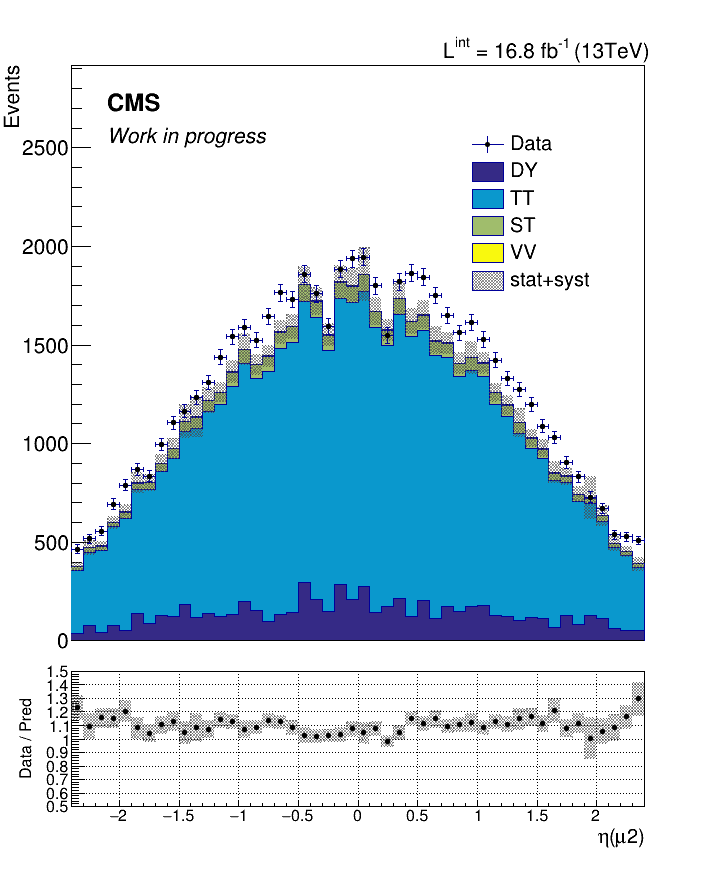 L^int = 16.8 fb^-1 (13TeV)
Events
CMS
Work in progress
Data
DY
TT
ST
VV
stat+syst
2500
2000
1500
1000
500
0
Data / Pred
1.5
1.4
1.3
1.2
1.1
1
0.9
0.8
0.7
0.6
0.5
−2 −1.5 −1 −0.5 0 0.5 1 1.5 2
η(μ2)